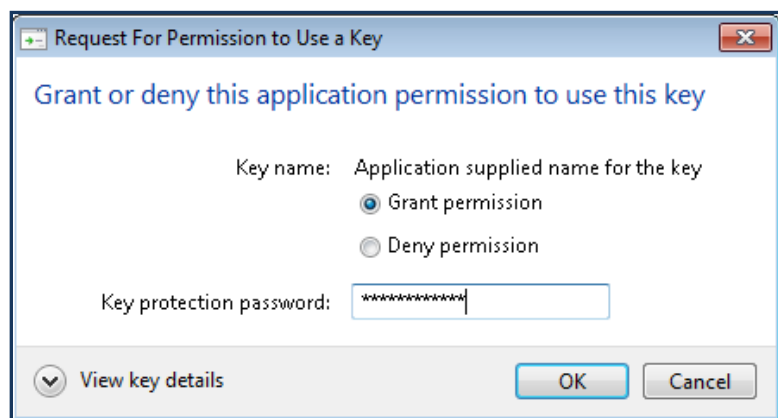 Request For Permission to Use a Key
Grant or deny this application permission to use this key
Key name: Application supplied name for the key
Grant permission
Deny permission
Key protection password: ************
View key details
OK Cancel